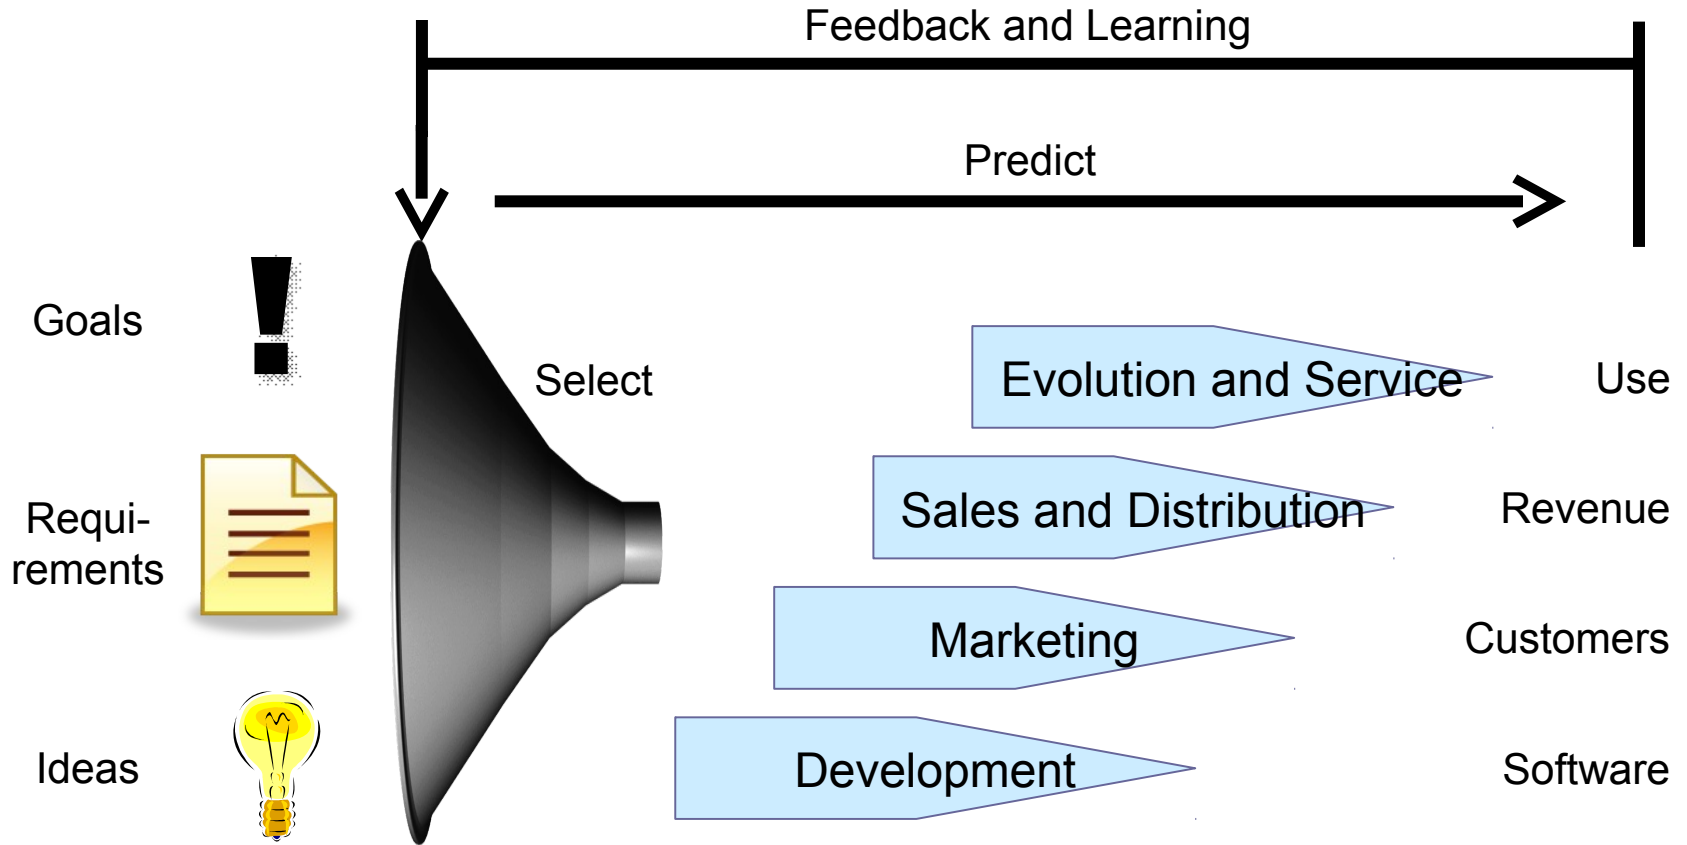 Feedback and Learning
Predict
Goals
Select
Evolution and Service
Use
Requi-
rements
Sales and Distribution
Revenue
Marketing
Customers
Ideas
Development
Software